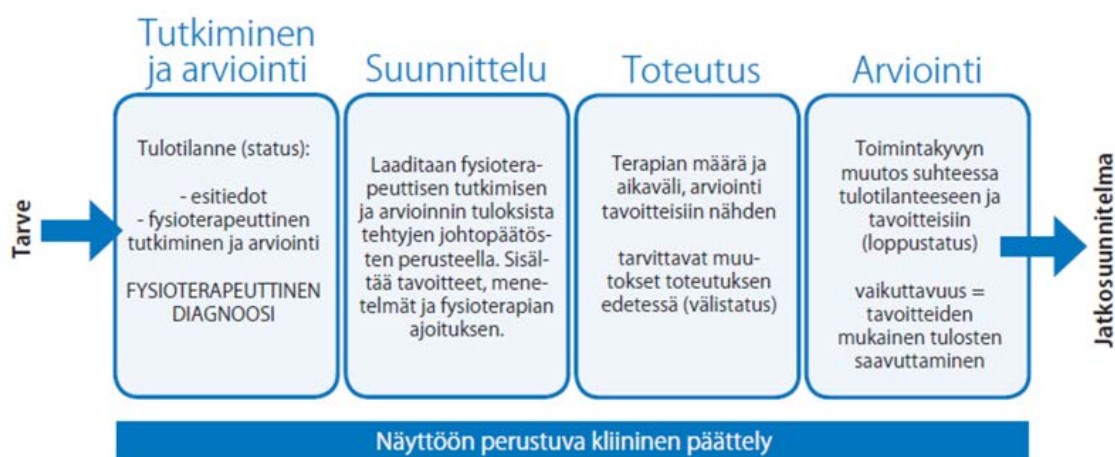 Tarve
Tutkiminen
ja arviointi
Tulotilanne (status):
- esitiedot
- fysioterapeuttinen
tutkiminen ja arviointi
FYSIOTERAPEUTTINEN
DIAGNOOSI
Suunnittelu
Laaditaan fysiotera-
peuttisen tutkimisen
ja arvioinnin tuloksista
tehtyjen johtopäätös-
ten perusteella. Sisäl-
tää tavoitteet, mene-
telmät ja fysioterapian
ajoituksen.
Toteutus
Terapian määrä ja
aikaväli, arviointi
tavoitteisiin nähden
tarvittavat muu-
tokset toteutuksen
edetessä (välistatus)
Arviointi
Toimintakyvyn
muutos suhteessa
tulotilanteeseen ja
tavoitteisiin
(loppustatus)
vaikuttavuus =
tavoitteiden
mukainen tulosten
saavuttaminen
Jatkosuunnitelma
Näyttöön perustuva kliininen päättely